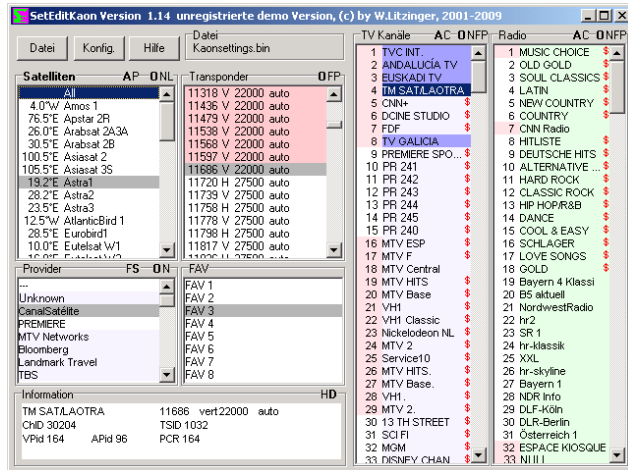 SetEditKaon Version 1.14 unregistrierte demo Version, (c) by W.Litzinger, 2001-2009
Datei Konfig. Hilfe
Datei
Kaonsettings.bin
Satelliten AP ONL
All
4.0°W Amos 1
76.5°E Apstar 2R
26.0°E Arabsat 2A3A
30.5°E Arabsat 2B
100.5°E Asiasat 2
105.5°E Asiasat 3S
19.2°E Astra1
28.2°E Astra2
23.5°E Astra3
12.5°W AtlanticBird 1
28.5°E Eurobird1
10.0°E Eutelsat W1
Transponder OFP
11318 V 22000 auto
11436 V 22000 auto
11479 V 22000 auto
11538 V 22000 auto
11568 V 22000 auto
11597 V 22000 auto
11686 V 22000 auto
11720 H 27500 auto
11739 V 27500 auto
11758 H 27500 auto
11778 V 27500 auto
11798 H 27500 auto
11817 V 27500 auto
11836 H 27500 auto
Provider FS ON
---
Unknown
CanalSatélite
PREMIERE
MTV Networks
Bloomberg
Landmark Travel
TBS
FAV
FAV 1
FAV 2
FAV 3
FAV 4
FAV 5
FAV 6
FAV 7
FAV 8
Information HD
TM SAT/LAOTRA 11686 vert22000 auto
ChID 30204 TSID 1032
VPid 164 APid 96 PCR 164
TV Kanäle AC ONFP
1 TVC INT.
2 ANDALUCÍA TV
3 EUSKADI TV
4 TM SAT/LAOTRA
5 CNN+ $
6 DCINE STUDIO $
7 FDF $
8 TV GALICIA
9 PREMIERE SPO... $
10 PR 241 $
11 PR 242 $
12 PR 243 $
13 PR 244 $
14 PR 245 $
15 PR 240 $
16 MTV ESP $
17 MTV F $
18 MTV Central
19 MTV HITS $
20 MTV Base $
21 VH1 $
22 VH1 Classic $
23 Nickelodeon NL $
24 MTV 2 $
25 Service10 $
26 MTV HITS. $
27 MTV Base. $
28 VH1. $
29 MTV 2. $
30 13 TH STREET $
31 SCI FI $
32 MGM $
33 DISNEY CHAN $
Radio AC ONFP
1 MUSIC CHOICE $
2 OLD GOLD $
3 SOUL CLASSICS $
4 LATIN $
5 NEW COUNTRY $
6 COUNTRY $
7 CNN Radio
8 HITLISTE $
9 DEUTSCHE HITS $
10 ALTERNATIVE ... $
11 HARD ROCK $
12 CLASSIC ROCK $
13 HIP HOP/R&B $
14 DANCE $
15 COOL & EASY $
16 SCHLAGER $
17 LOVE SONGS $
18 GOLD $
19 Bayern 4 Klassi
20 B5 aktuell
21 NordwestRadio
22 hr2
23 SR 1
24 hr-klassik
25 XXL
26 hr-skyline
27 Bayern 1
28 NDR Info
29 DLF-Köln
30 DLR-Berlin
31 Österreich 1
32 ESPACE KIOSQUE
33 NULL